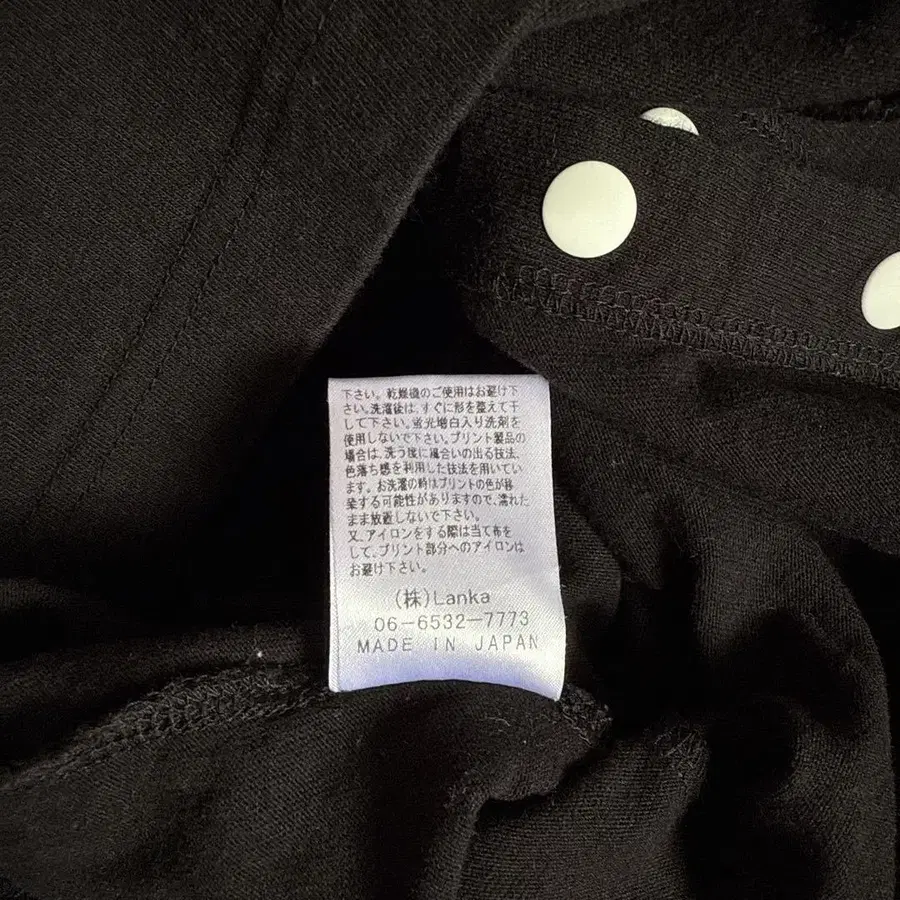 下さい。乾燥機のご使用はお避け下
さい。洗濯後は、すぐに形を整えて干
して下さい。蛍光増白入り洗剤を
使用しないで下さい。プリント製品の
場合は、洗う後に風合いの出る技法、
色落ち感を利用した技法を用いてい
ます。お洗濯の時はプリントの色が移
発する可能性がありますので、濡れた
まま放置しないで下さい。
又、アイロンをする際は当て布を
して、プリント部分へのアイロンは
お避け下さい。
(株)Lanka
06-6532-7773
MADE IN JAPAN